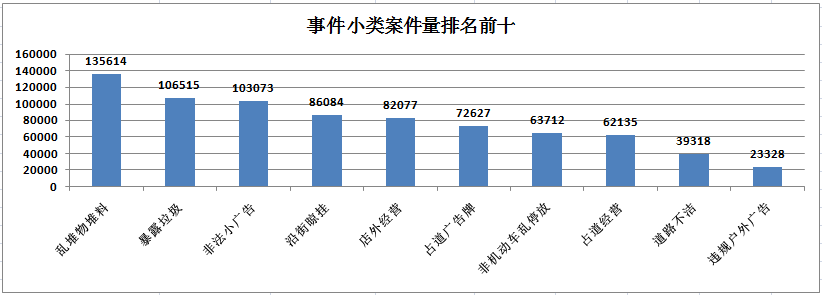 事件小类案件量排名前十
160000
140000
120000
100000
80000
60000
40000
20000
0
135614
106515
103073
86084
82077
72627
63712
62135
39318
23328
乱堆物堆料
暴露垃圾
非法小广告
沿街晾挂
店外经营
占道广告牌
非机动车乱停放
占道经营
道路不洁
违规户外广告